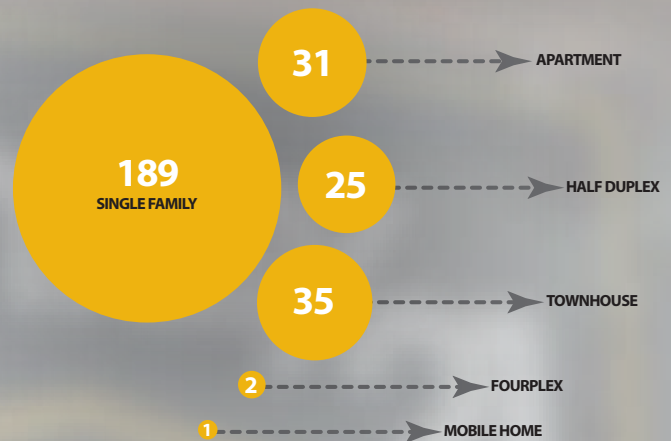 31
APARTMENT
189
SINGLE FAMILY
25
HALF DUPLEX
35
TOWNHOUSE
2
FOURPLEX
1
MOBILE HOME